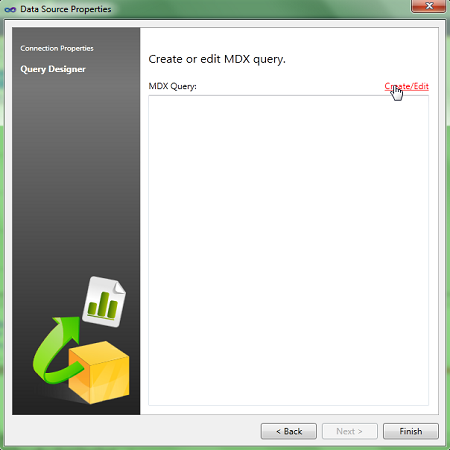 Data Source Properties
Connection Properties
Query Designer
Create or edit MDX query.
MDX Query:
Create/Edit
< Back
Next >
Finish